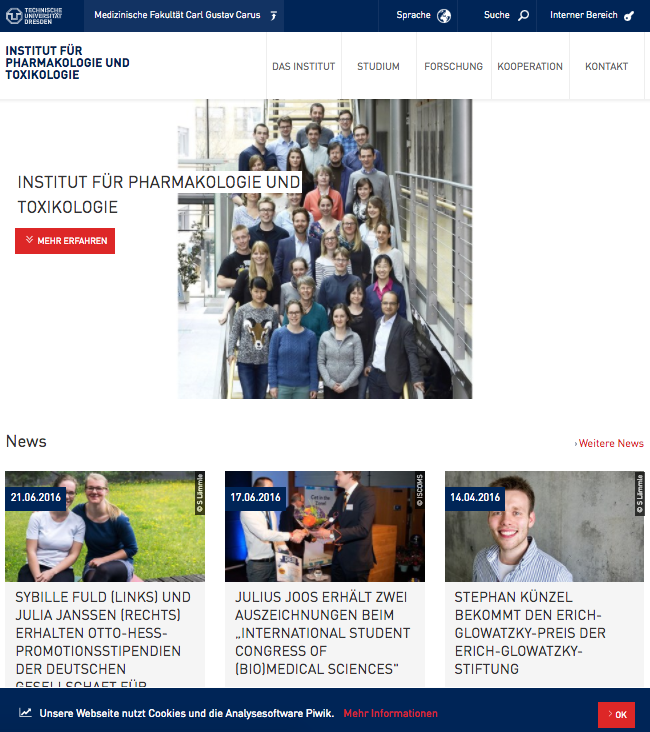 TECHNISCHE
UNIVERSITÄT
DRESDEN
Medizinische Fakultät Carl Gustav Carus
Sprache
Suche
Interner Bereich
INSTITUT FÜR
PHARMAKOLOGIE UND
TOXIKOLOGIE
DAS INSTITUT
STUDIUM
FORSCHUNG
KOOPERATION
KONTAKT
INSTITUT FÜR PHARMAKOLOGIE UND
TOXIKOLOGIE
MEHR ERFAHREN
News
› Weitere News
21.06.2016
© S Lämmle
SYBILLE FULD (LINKS) UND
JULIA JANSSEN (RECHTS)
ERHALTEN OTTO-HESS-
PROMOTIONSSTIPENDIEN
DER DEUTSCHEN
GESELLSCHAFT FÜR
17.06.2016
© ISCOMS
JULIUS JOOS ERHÄLT ZWEI
AUSZEICHNUNGEN BEIM
„INTERNATIONAL STUDENT
CONGRESS OF
(BIO)MEDICAL SCIENCES"
14.04.2016
© S Lämmle
STEPHAN KÜNZEL
BEKOMMT DEN ERICH-
GLOWATZKY-PREIS DER
ERICH-GLOWATZKY-
STIFTUNG
Unsere Webseite nutzt Cookies und die Analysesoftware Piwik. Mehr Informationen
› OK